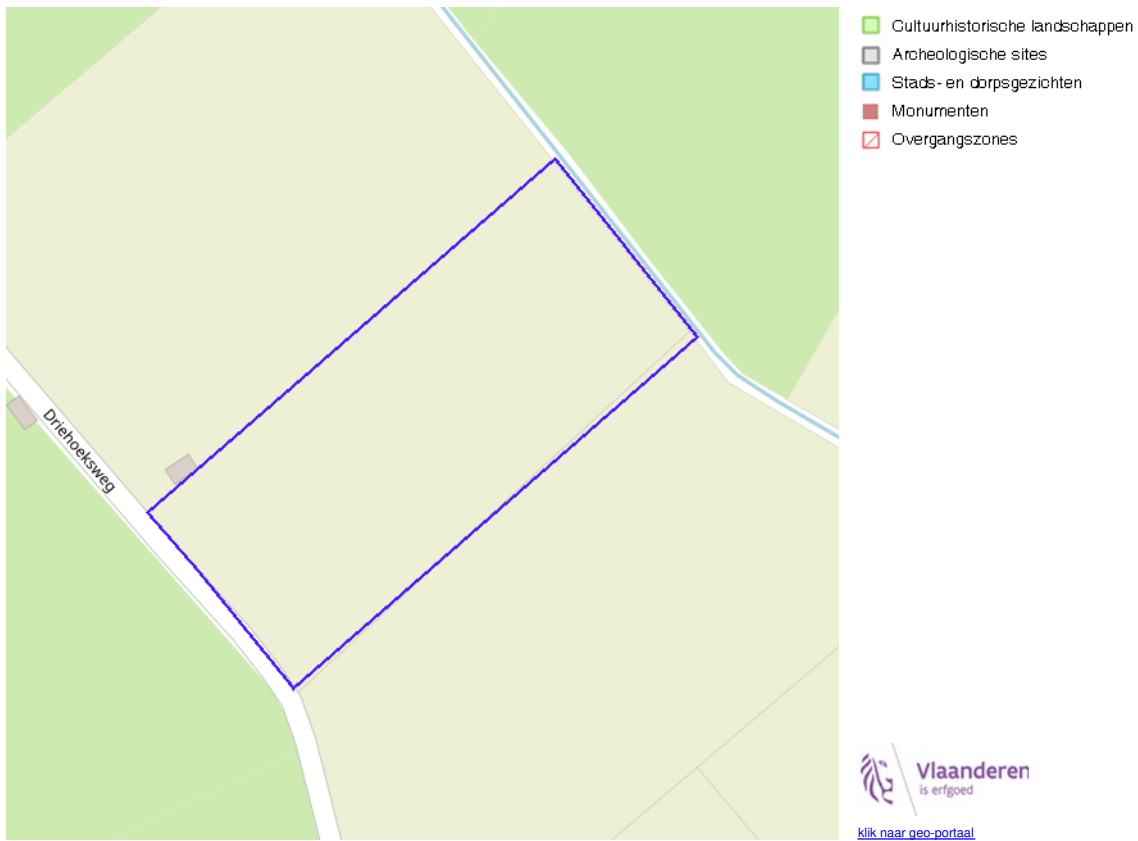 Cultuurhistorische landschappen
Archeologische sites
Stads- en dorpsgezichten
Monumenten
Overgangszones
Driehoeksweg
Vlaanderen
is erfgoed
klik naar geo-portaal